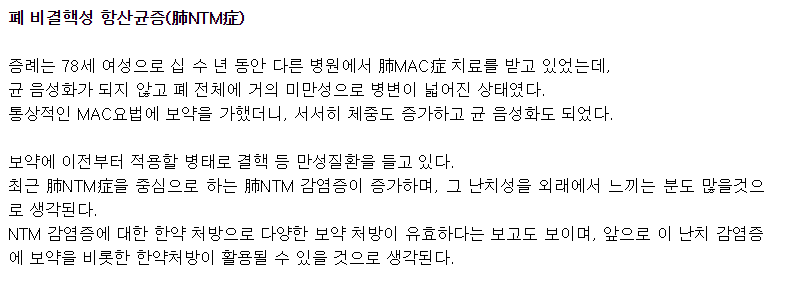 폐 비결핵성 항산균증(肺NTM症)
증례는 78세 여성으로 십 수 년 동안 다른 병원에서 肺MAC症 치료를 받고 있었는데,
균 음성화가 되지 않고 폐 전체에 거의 미만성으로 병변이 넓어진 상태였다.
통상적인 MAC요법에 보약을 가했더니, 서서히 체중도 증가하고 균 음성화도 되었다.
보약에 이전부터 적용할 병태로 결핵 등 만성질환을 들고 있다.
최근 肺NTM症을 중심으로 하는 肺NTM 감염증이 증가하며, 그 난치성을 외래에서 느끼는 분도 많을것으
로 생각된다.
NTM 감염증에 대한 한약 처방으로 다양한 보약 처방이 유효하다는 보고도 보이며, 앞으로 이 난치 감염증
에 보약을 비롯한 한약처방이 활용될 수 있을 것으로 생각된다.